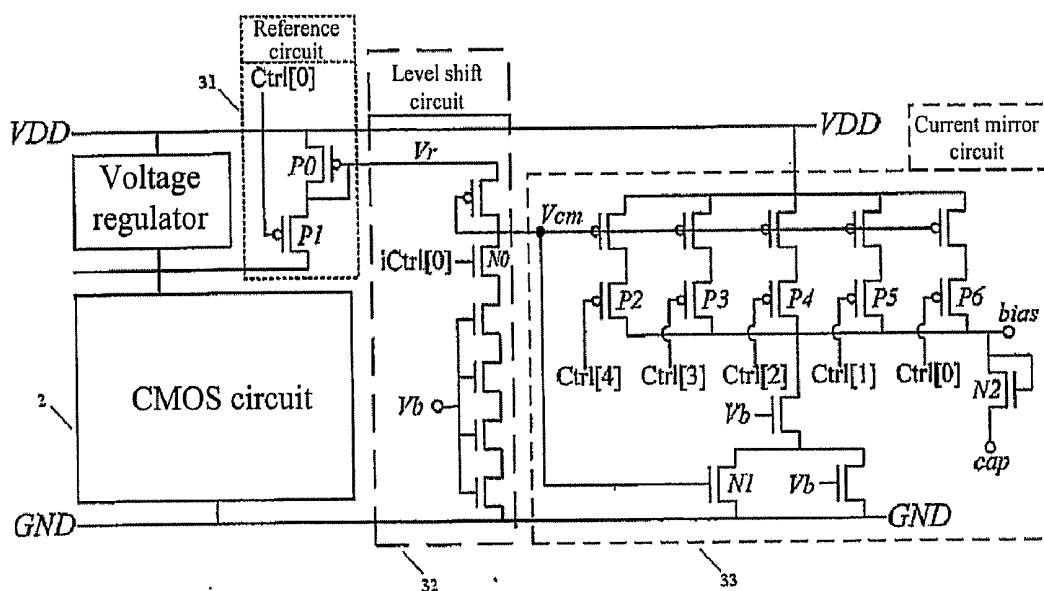 Reference
circuit
Ctrl[0]
31
Level shift
circuit
VDD
VDD
Current mirror
circuit
Voltage
regulator
P0
Vr
P1
Vcm
iCtrl[0]
N0
P2
P3
P4
P5
P6
bias
Ctrl[4]
Ctrl[3]
Ctrl[2]
Ctrl[1]
Ctrl[0]
N2
2
CMOS circuit
Vb
Vb
cap
N1
Vb
GND
GND
32
33